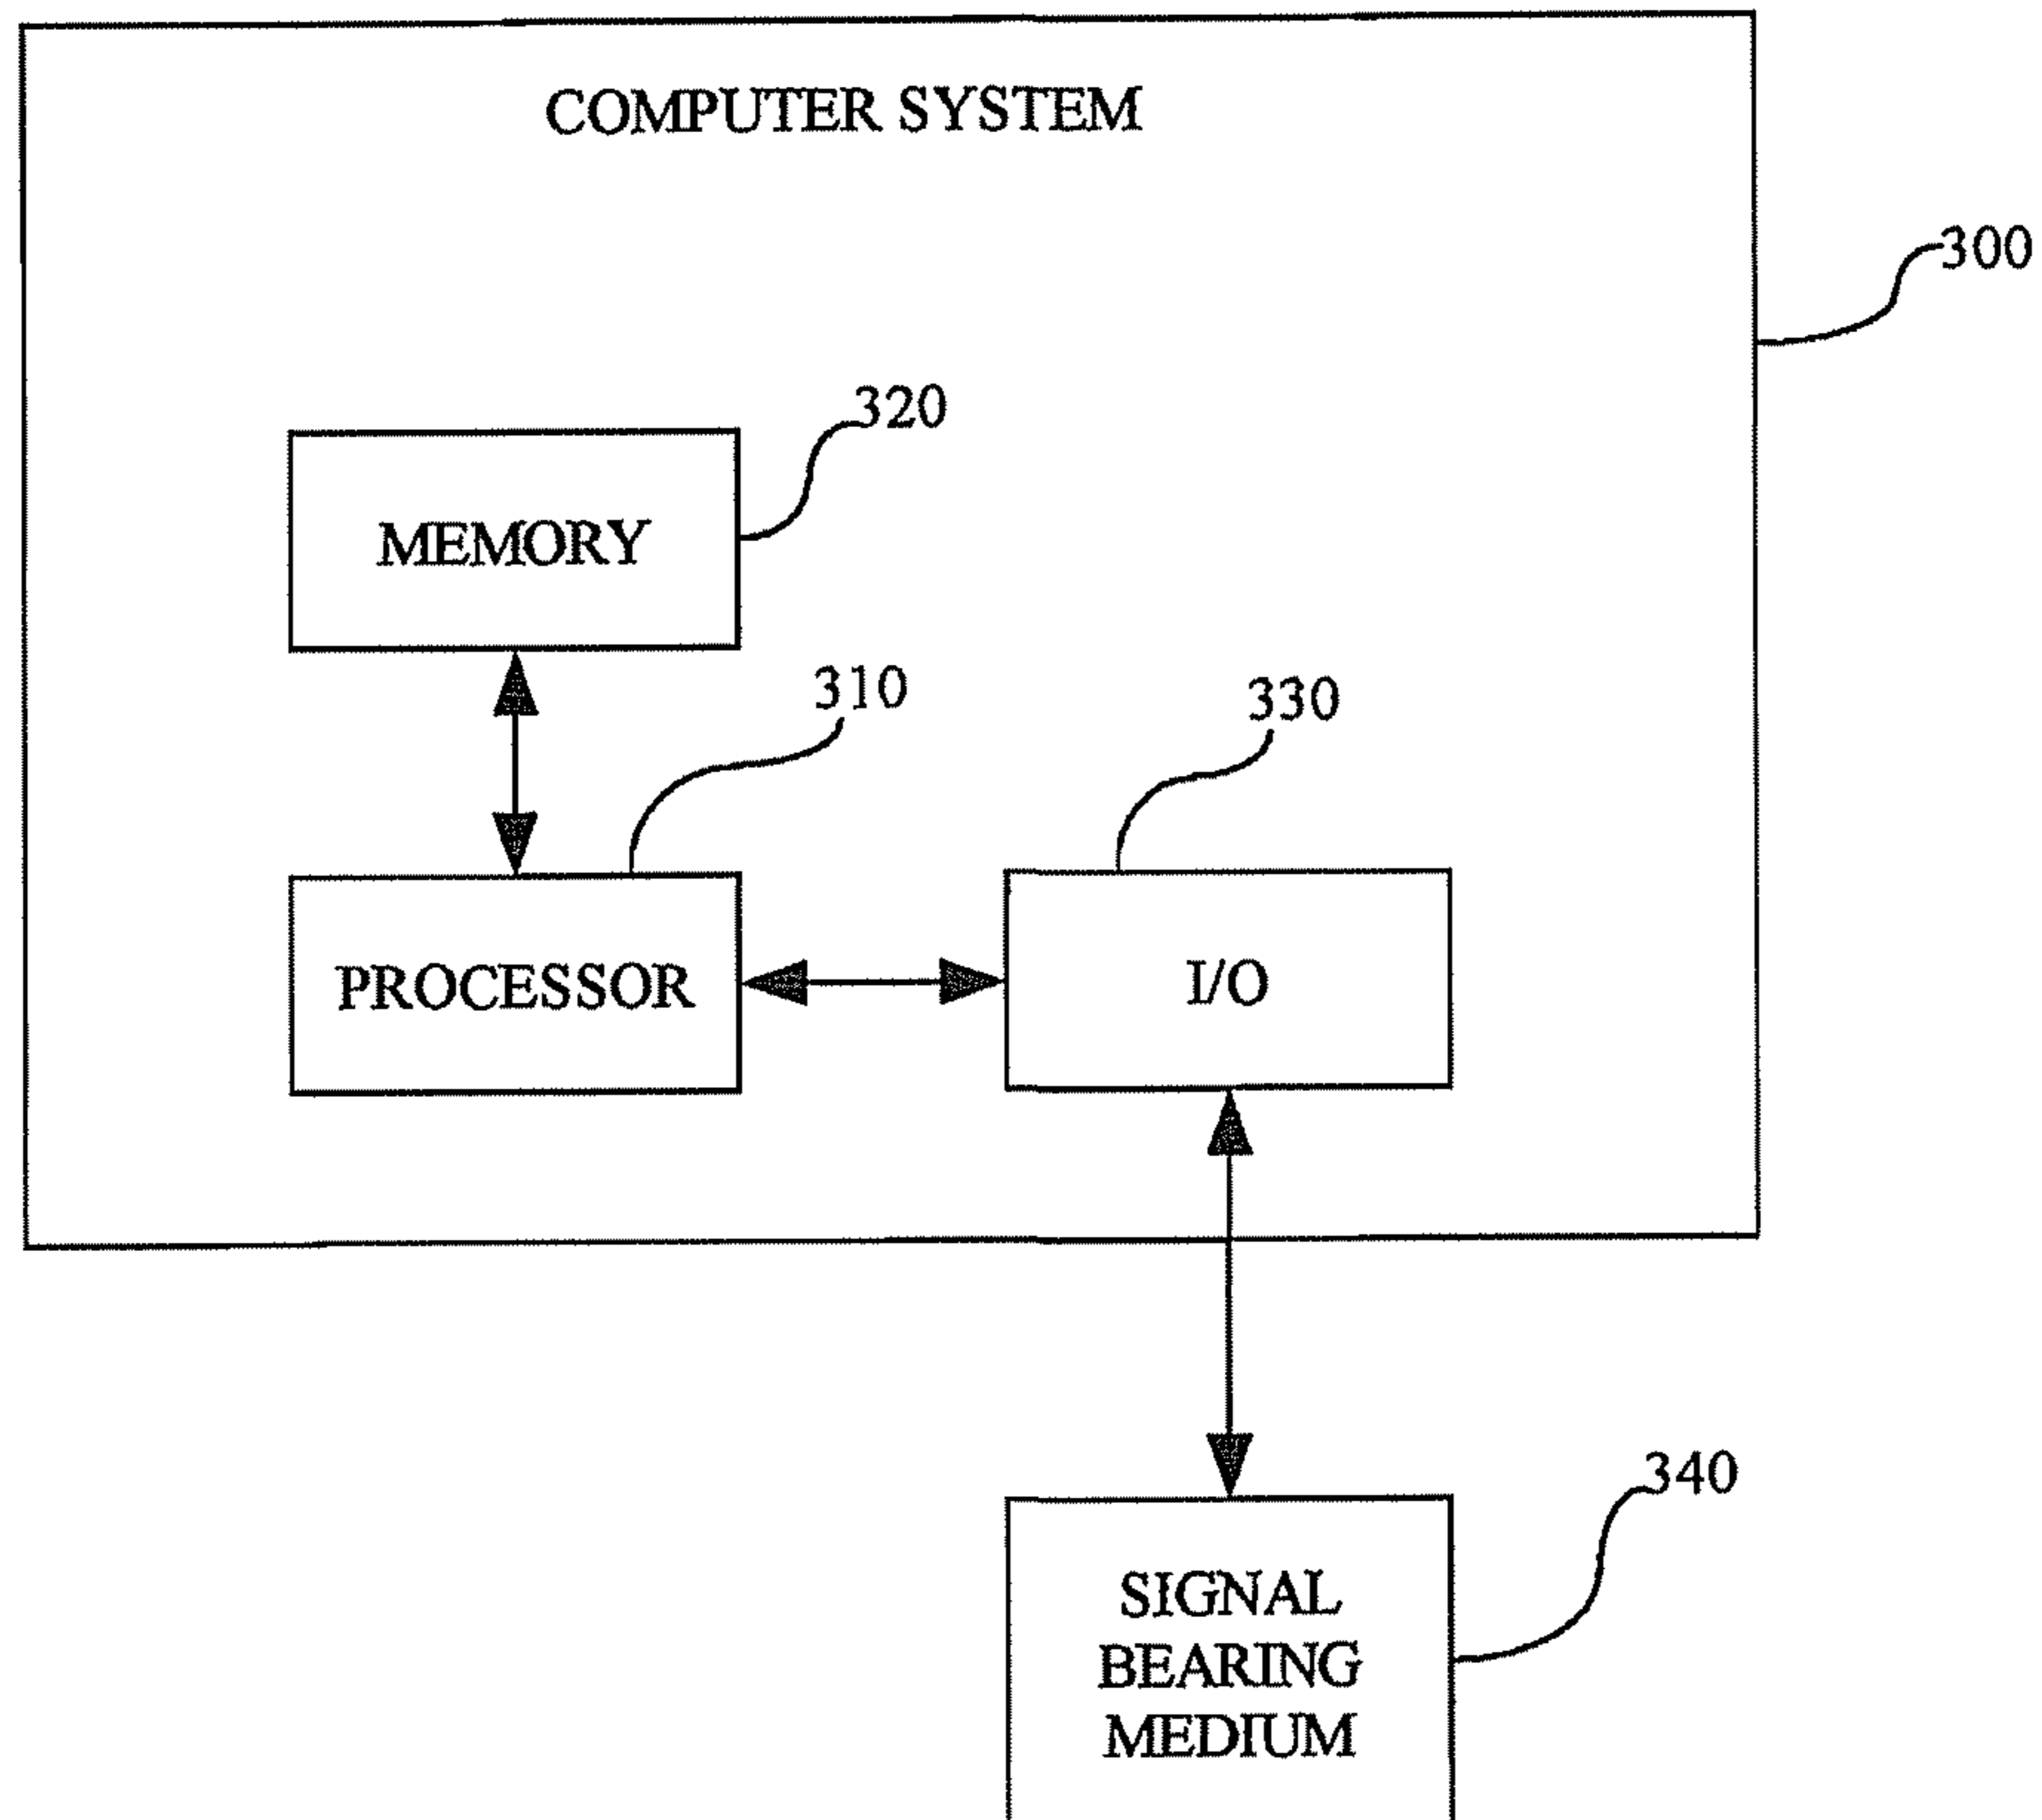 COMPUTER SYSTEM
300
320
MEMORY
310
330
PROCESSOR
I/O
340
SIGNAL
BEARING
MEDIUM